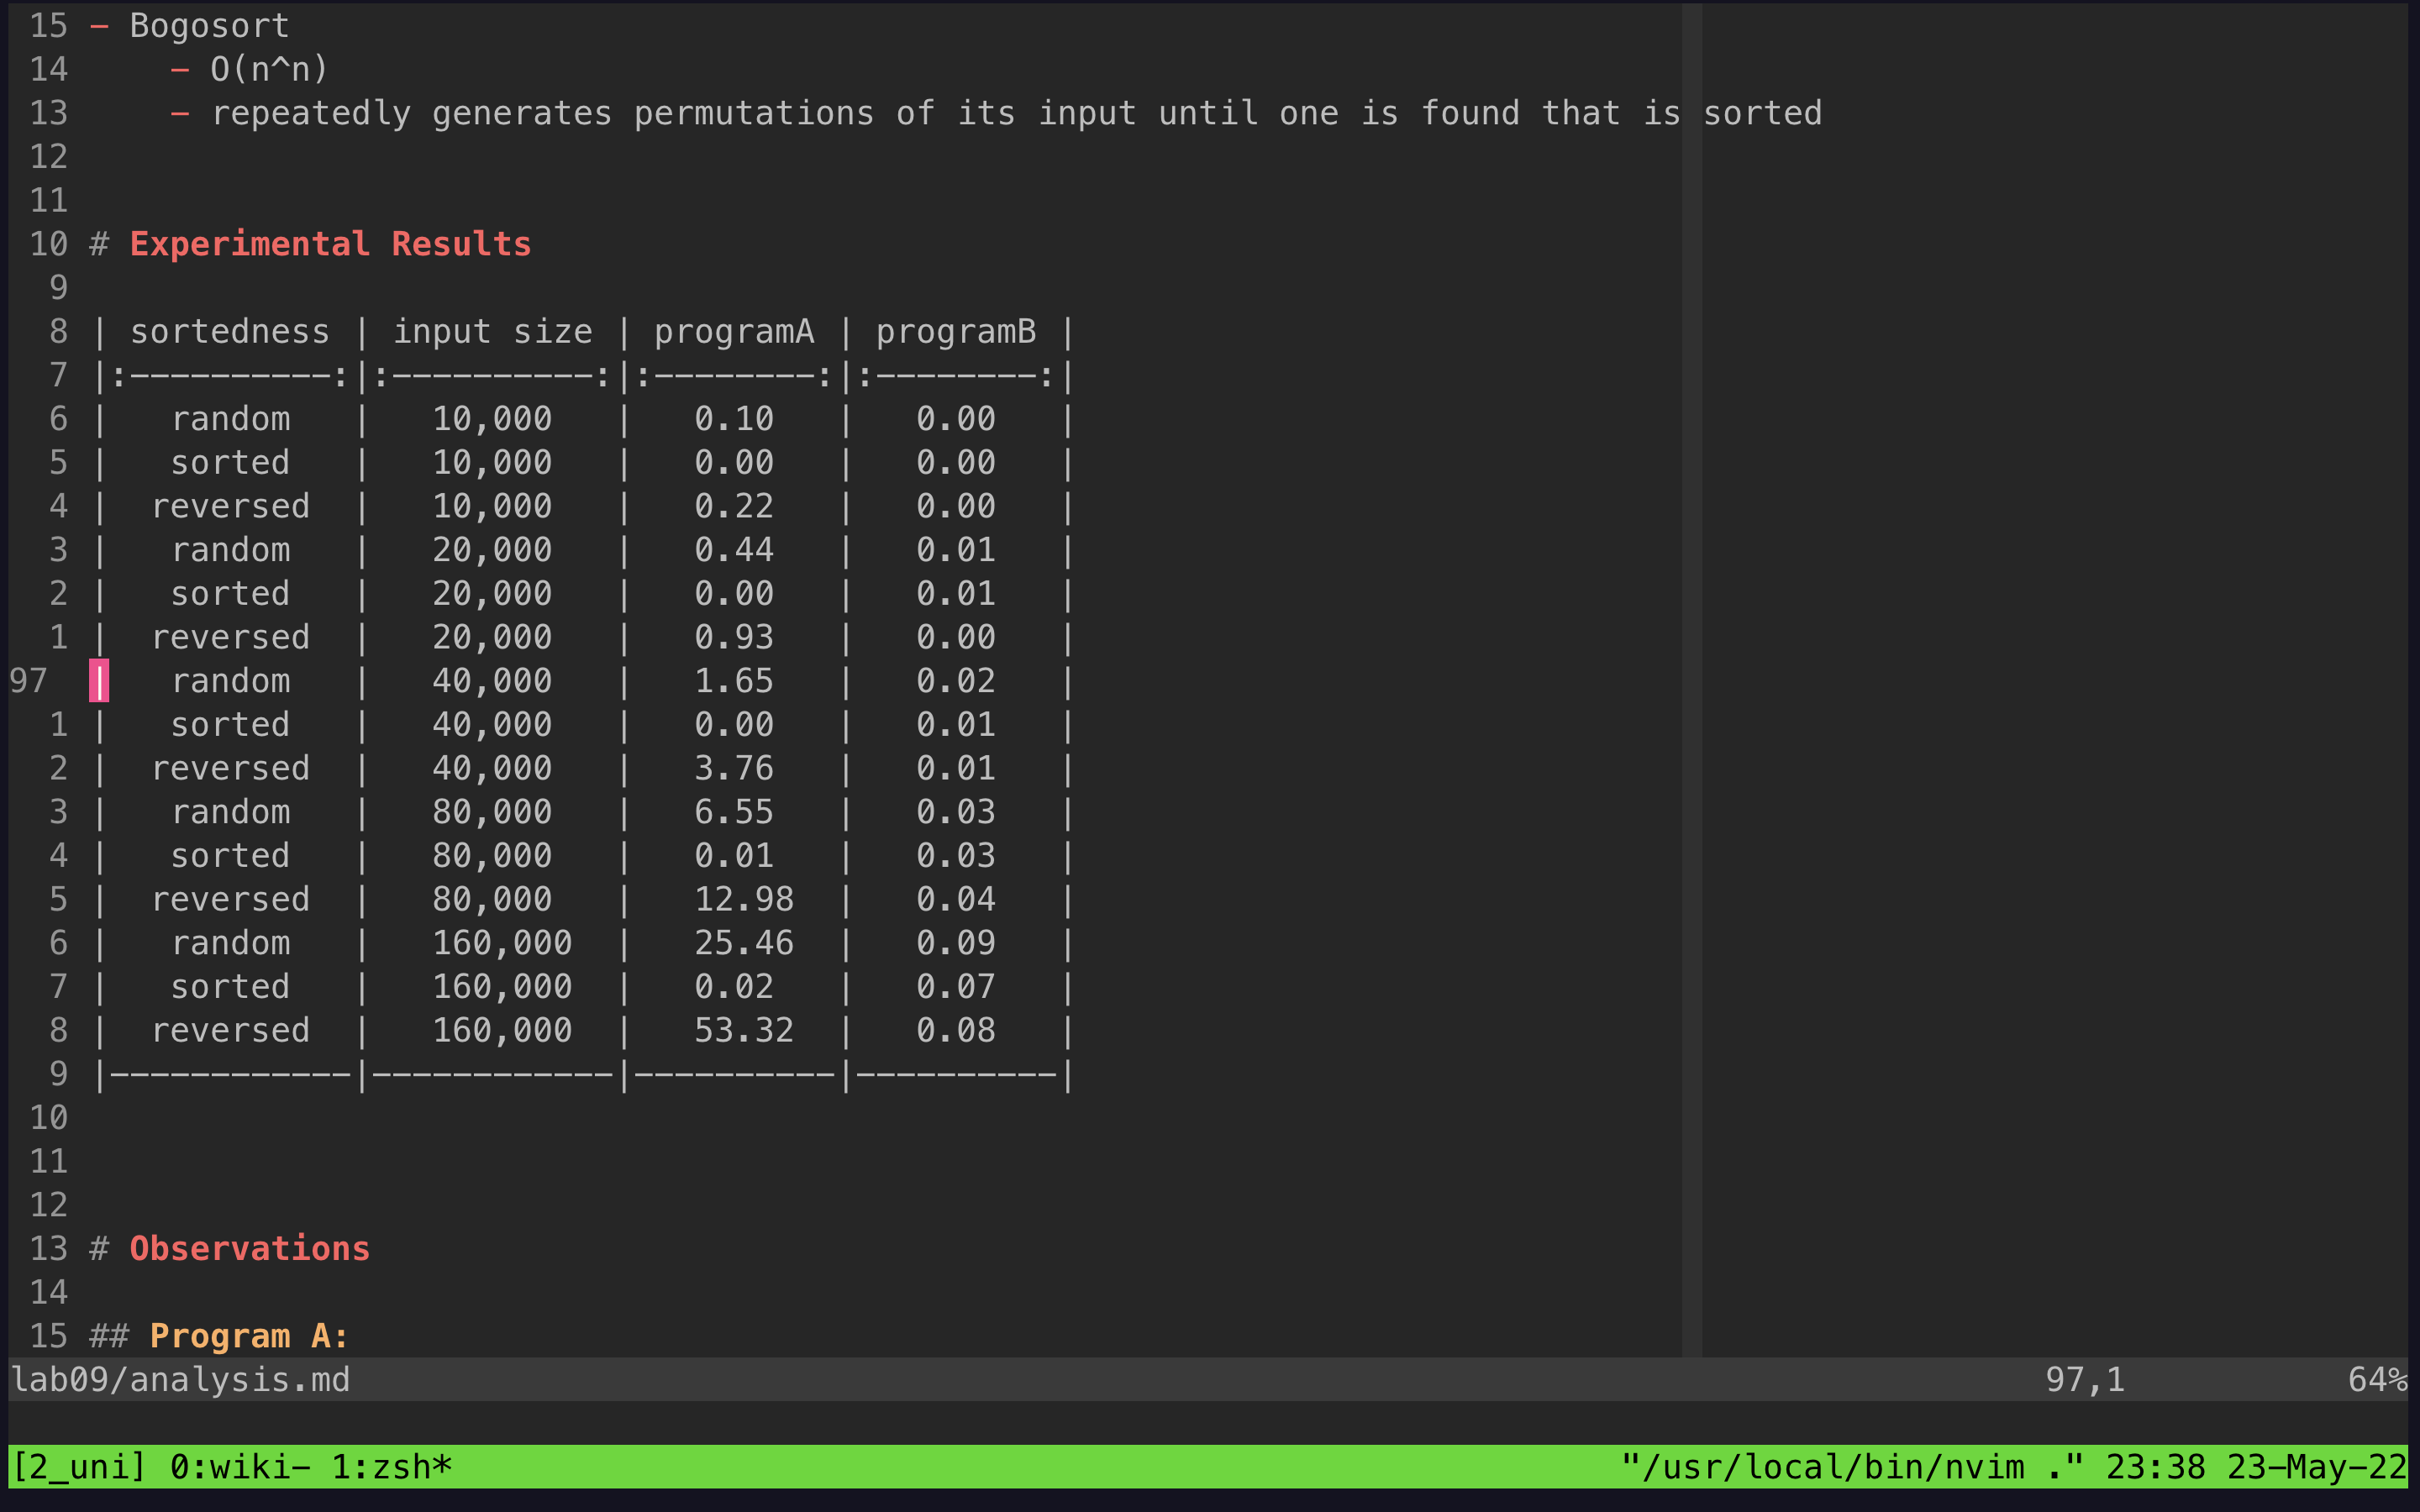 15 - Bogosort
14     - O(n^n)
13     - repeatedly generates permutations of its input until one is found that is sorted
12
11
10 # Experimental Results
9
8 | sortedness | input size | programA | programB |
7 |:----------:|:----------:|:--------:|:--------:|
6 |   random   |   10,000   |   0.10   |   0.00   |
5 |   sorted   |   10,000   |   0.00   |   0.00   |
4 |  reversed  |   10,000   |   0.22   |   0.00   |
3 |   random   |   20,000   |   0.44   |   0.01   |
2 |   sorted   |   20,000   |   0.00   |   0.01   |
1 |  reversed  |   20,000   |   0.93   |   0.00   |
97  |   random   |   40,000   |   1.65   |   0.02   |
1 |   sorted   |   40,000   |   0.00   |   0.01   |
2 |  reversed  |   40,000   |   3.76   |   0.01   |
3 |   random   |   80,000   |   6.55   |   0.03   |
4 |   sorted   |   80,000   |   0.01   |   0.03   |
5 |  reversed  |   80,000   |   12.98  |   0.04   |
6 |   random   |   160,000  |   25.46  |   0.09   |
7 |   sorted   |   160,000  |   0.02   |   0.07   |
8 |  reversed  |   160,000  |   53.32  |   0.08   |
9 |------------|------------|----------|----------|
10
11
12
13 # Observations
14
15 ## Program A:
lab09/analysis.md 97,1 64%
[2_uni] 0:wiki- 1:zsh* "/usr/local/bin/nvim ." 23:38 23-May-22